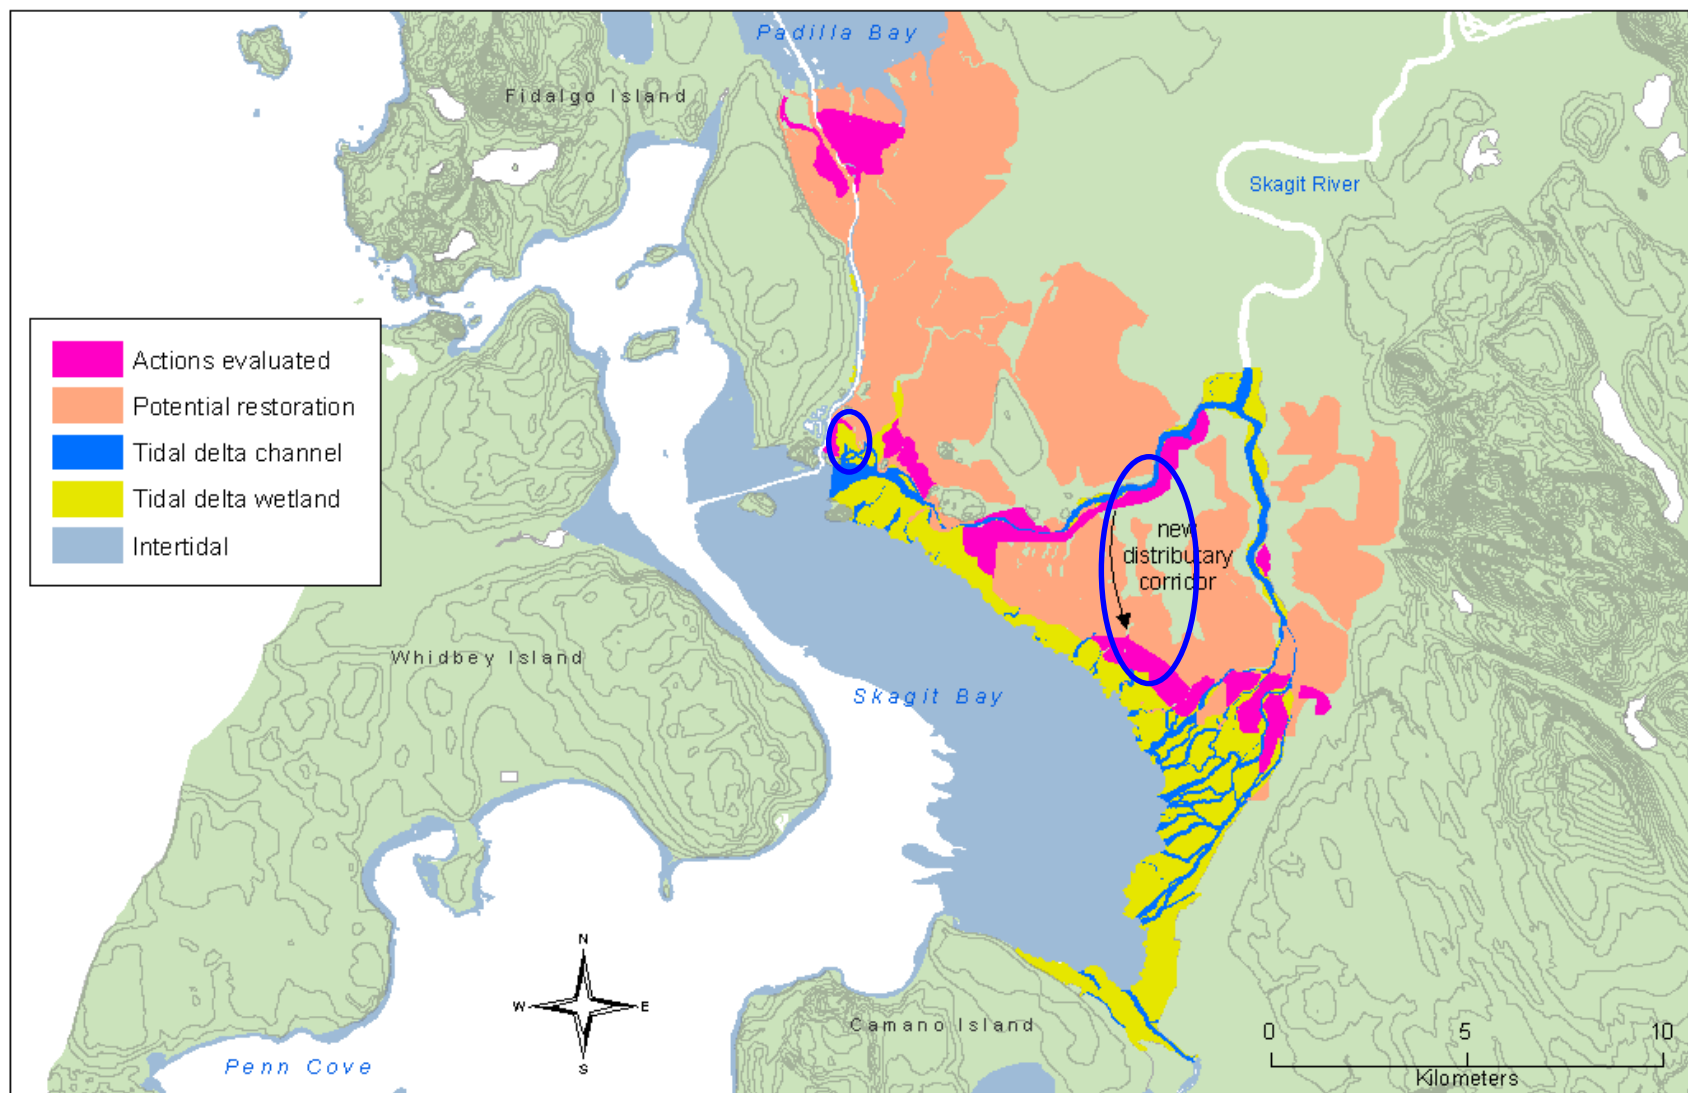 Padilla Bay
Fidalgo Island
Skagit River
Actions evaluated
Potential restoration
Tidal delta channel
Tidal delta wetland
Intertidal
new
distributary
corridor
Whidbey Island
Skagit Bay
N
W E
S
Camano Island
Penn Cove
0 5 10
Kilometers